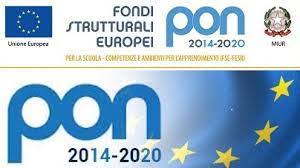 FONDI
STRUTTURALI
EUROPEI
pon
2014-2020
Unione Europea
MIUR
PER LA SCUOLA - COMPETENZE E AMBIENTI PER L'APPRENDIMENTO (FSE-FESR)
pon
2014-2020